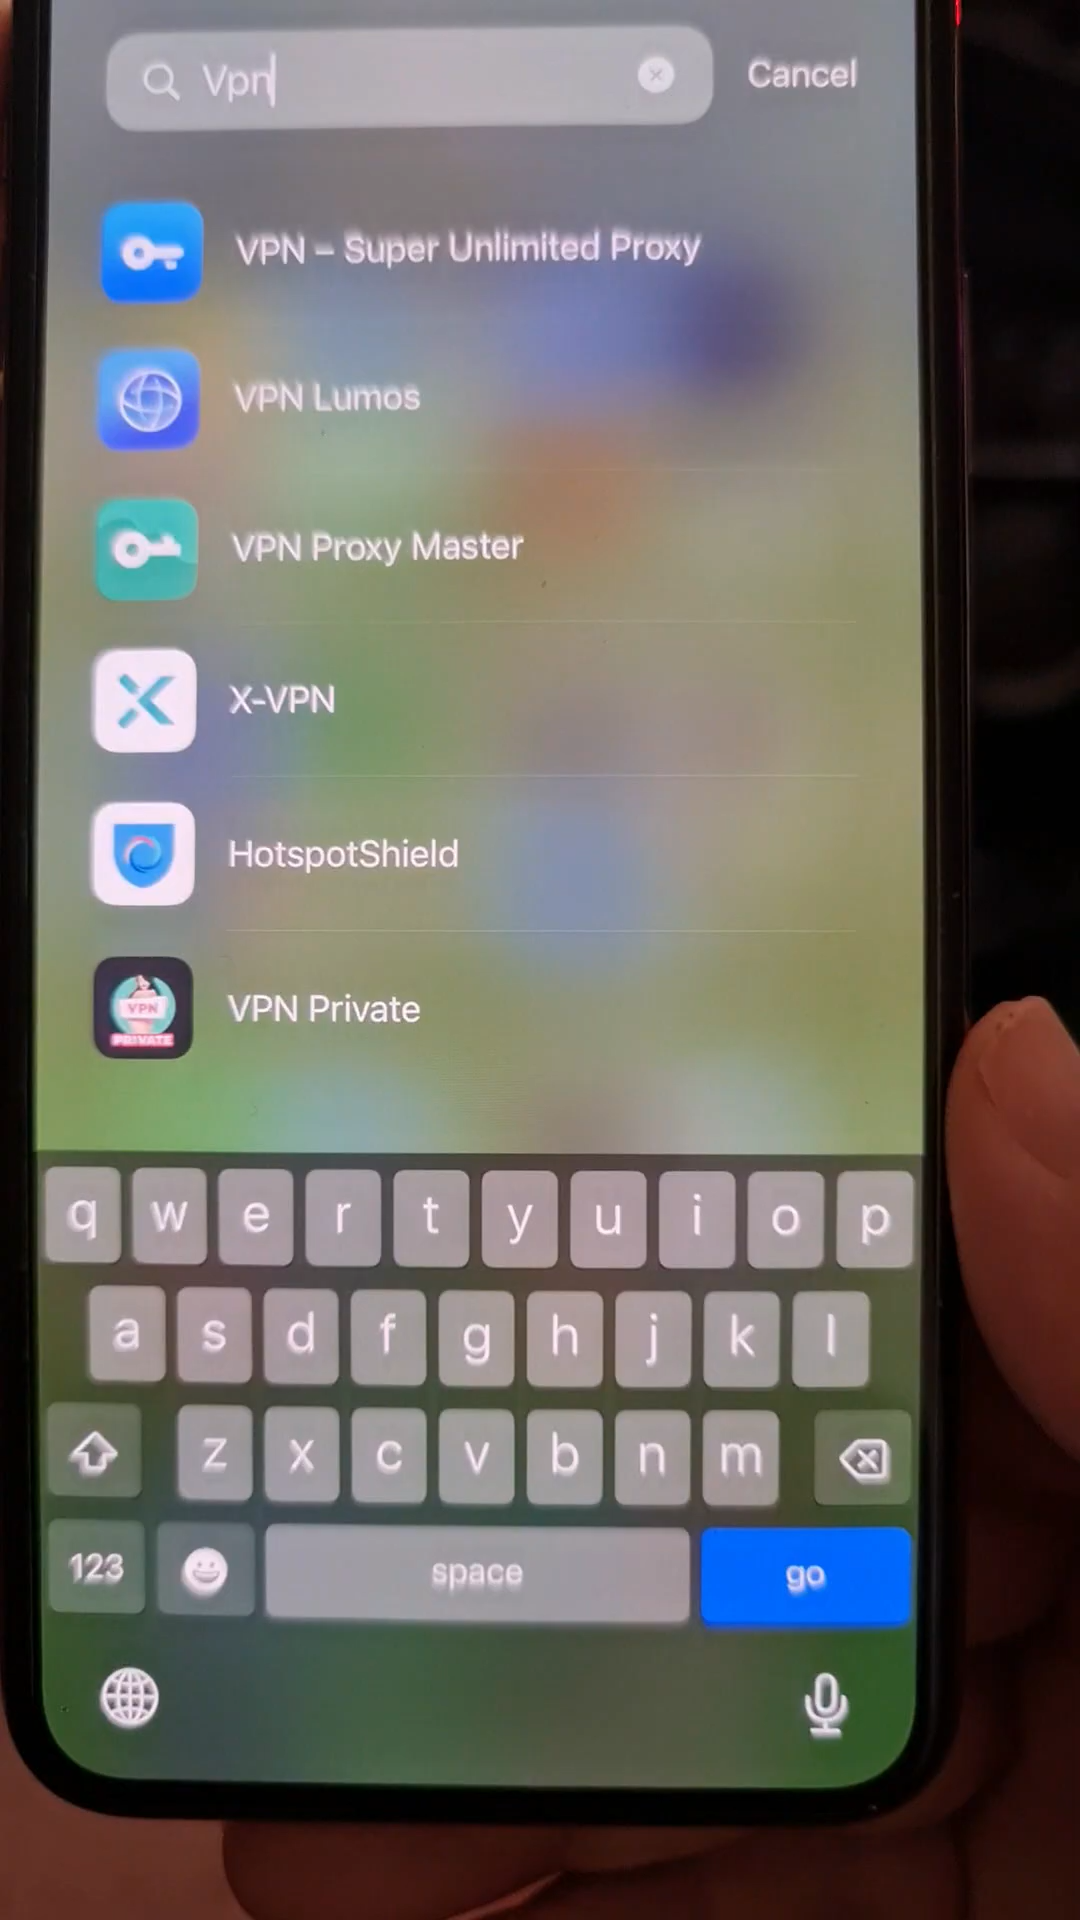 Vpn
Cancel
VPN – Super Unlimited Proxy
VPN Lumos
VPN Proxy Master
X-VPN
HotspotShield
VPN
PRIVATE
VPN Private
q w e r t y u i o p
a s d f g h j k l
z x c v b n m
123
space
go